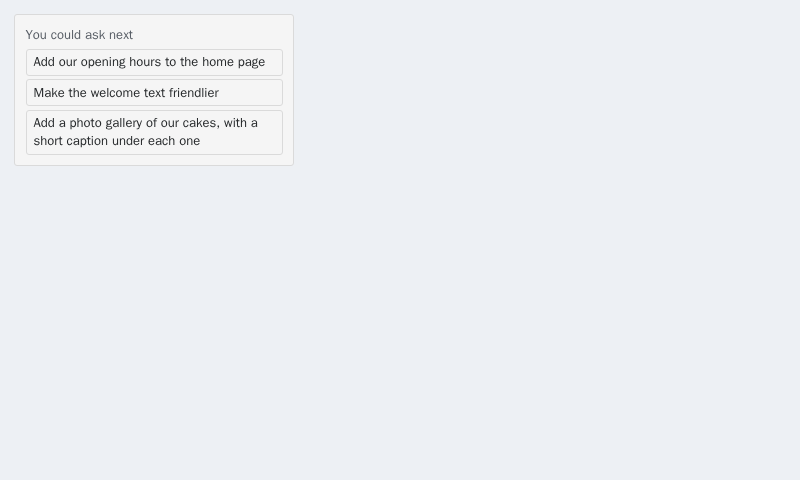 You could ask next
Add our opening hours to the home page
Make the welcome text friendlier
Add a photo gallery of our cakes, with a
short caption under each one